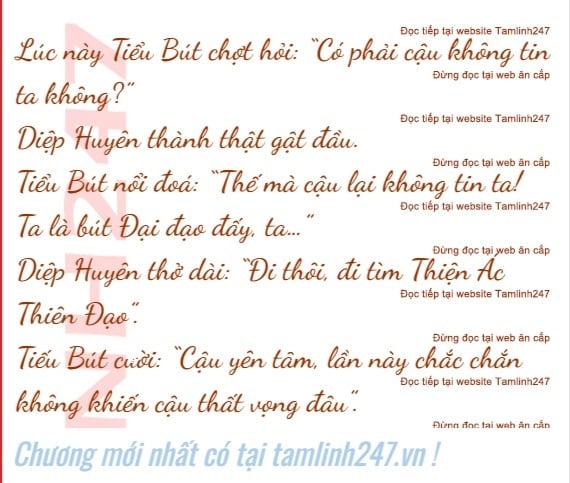 Đọc tiếp tại website Tamlinh247
Lúc này Tiểu Bút chợt hỏi: “Có phải cậu không tin
Đừng đọc tại web ăn cắp
ta không?”
Đọc tiếp tại website Tamlinh247
Diệp Huyên thành thật gật đầu.
Đừng đọc tại web ăn cắp
Tiểu Bút nổi đoá: “Thế mà cậu lại không tin ta!
Đọc tiếp tại website Tamlinh247
Ta là bút Đại đạo đấy, ta...”
Đừng đọc tại web ăn cắp
Diệp Huyên thở dài: “Đi thôi, đi tìm Thiện Ác
Đọc tiếp tại website Tamlinh247
Thiên Đạo”.
Đừng đọc tại web ăn cắp
Tiếu Bút cười: “Cậu yên tâm, lần này chắc chắn
Đọc tiếp tại website Tamlinh247
không khiến cậu thất vọng đâu”.
Đừng đọc tại web ăn cắp
NH247
Chương mới nhất có tại tamlinh247.vn !